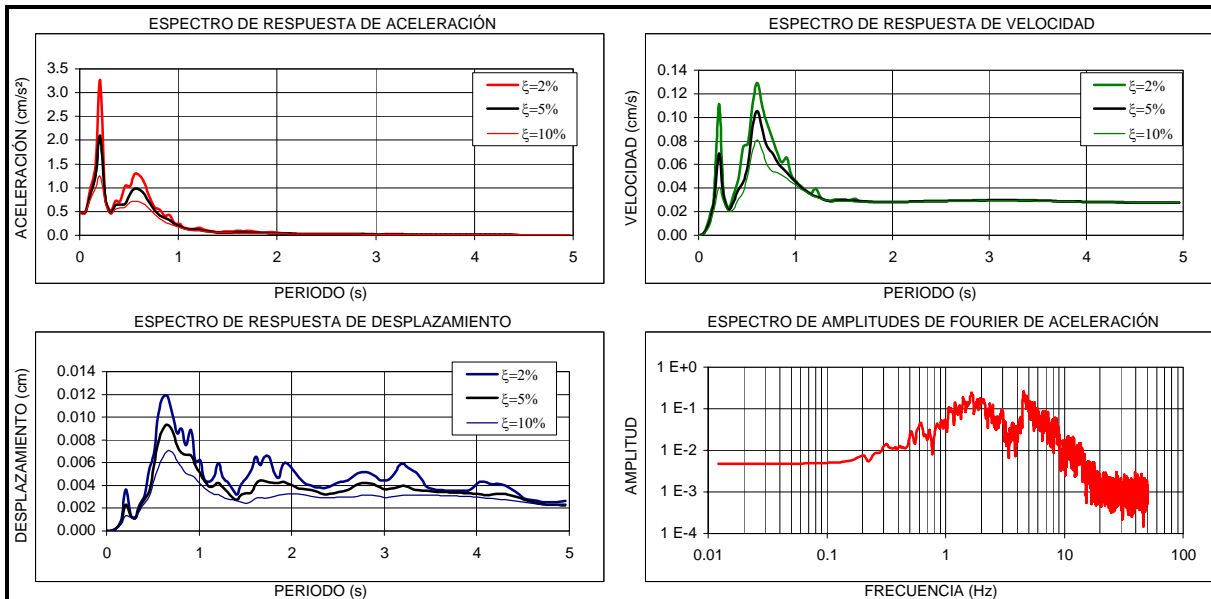 ESPECTRO DE RESPUESTA DE ACELERACIÓN
ACELERACIÓN (cm/s²)
3.5
3.0
2.5
2.0
1.5
1.0
0.5
0.0
ξ=2%
ξ=5%
ξ=10%
0 1 2 3 4 5
PERIODO (s)
ESPECTRO DE RESPUESTA DE VELOCIDAD
VELOCIDAD (cm/s)
0.14
0.12
0.10
0.08
0.06
0.04
0.02
0.00
ξ=2%
ξ=5%
ξ=10%
0 1 2 3 4 5
PERIODO (s)
ESPECTRO DE RESPUESTA DE DESPLAZAMIENTO
DESPLAZAMIENTO (cm)
0.014
0.012
0.010
0.008
0.006
0.004
0.002
0.000
ξ=2%
ξ=5%
ξ=10%
0 1 2 3 4 5
PERIODO (s)
ESPECTRO DE AMPLITUDES DE FOURIER DE ACELERACIÓN
AMPLITUD
1 E+0
1 E-1
1 E-2
1 E-3
1 E-4
0.01 0.1 1 10 100
FRECUENCIA (Hz)